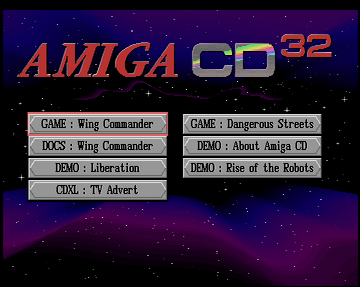 AMIGA CD32
GAME : Wing Commander
DOCS : Wing Commander
DEMO : Liberation
CDXL : TV Advert
GAME : Dangerous Streets
DEMO : About Amiga CD
DEMO : Rise of the Robots